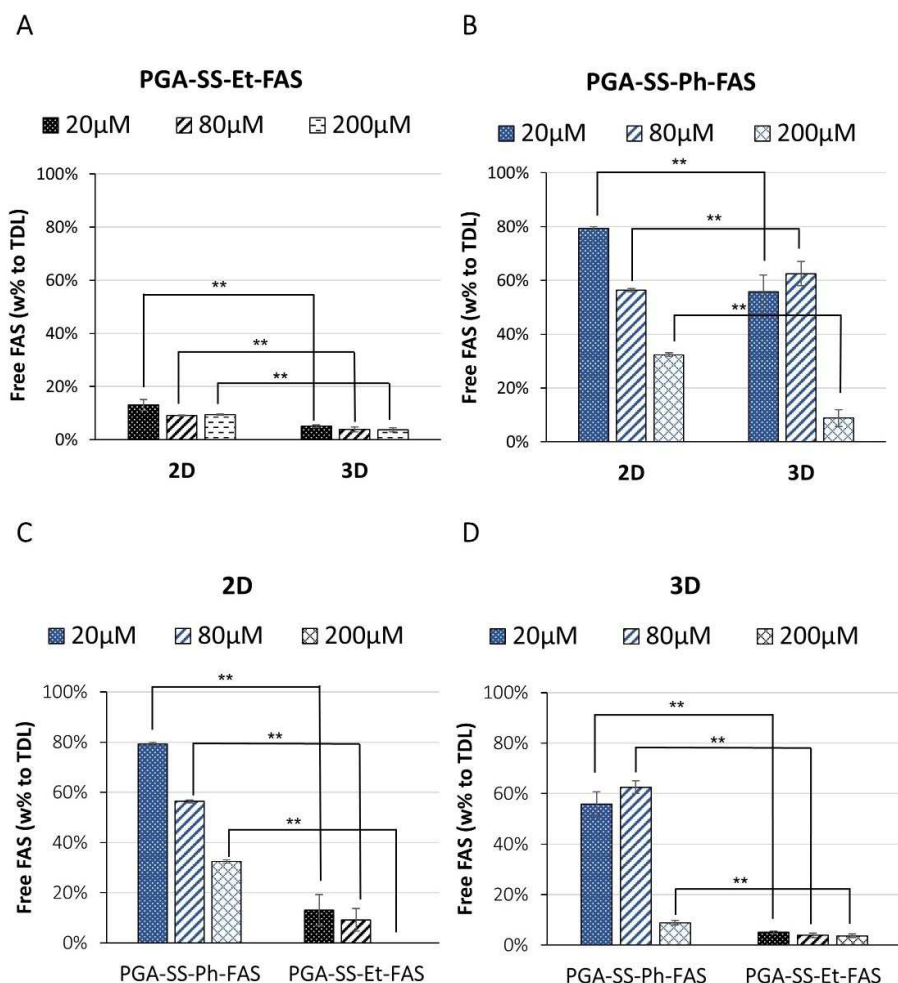 A
PGA-SS-Et-FAS
20µM 80µM 200µM
Free FAS (w% to TDL)
100%
80%
60%
40%
20%
0%
**
**
**
2D 3D
B
PGA-SS-Ph-FAS
20µM 80µM 200µM
Free FAS (w% to TDL)
100%
80%
60%
40%
20%
0%
**
**
**
2D 3D
C
2D
20µM 80µM 200µM
Free FAS (w% to TDL)
100%
80%
60%
40%
20%
0%
**
**
**
PGA-SS-Ph-FAS PGA-SS-Et-FAS
D
3D
20µM 80µM 200µM
Free FAS (w% to TDL)
100%
80%
60%
40%
20%
0%
**
**
**
PGA-SS-Ph-FAS PGA-SS-Et-FAS